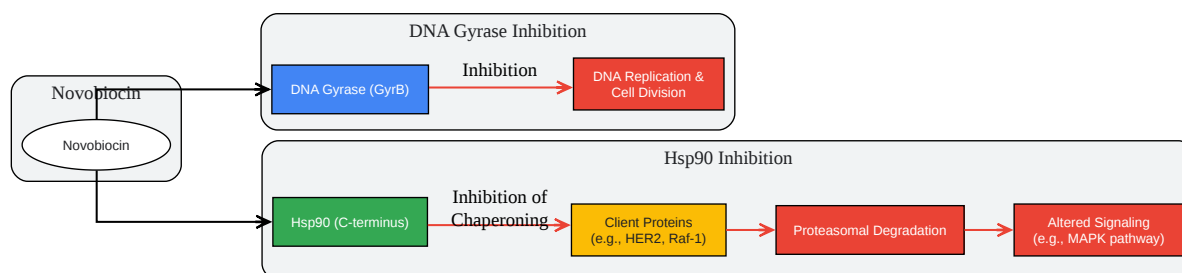 DNA Gyrase Inhibition
Inhibition
DNA Gyrase (GyrB)
DNA Replication &
Cell Division
Novobiocin
Novobiocin
Hsp90 Inhibition
Hsp90 (C-terminus)
Inhibition of
Chaperoning
Client Proteins
(e.g., HER2, Raf-1)
Proteasomal Degradation
Altered Signaling
(e.g., MAPK pathway)